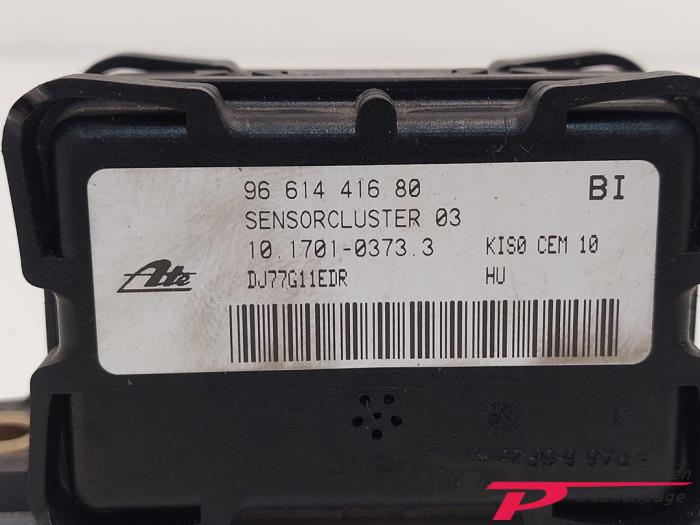 96 614 416 80 BI
SENSORCLUSTER 03
10.1701-0373.3 KIS0 CEM 10
Ate DJ77G11EDR HU